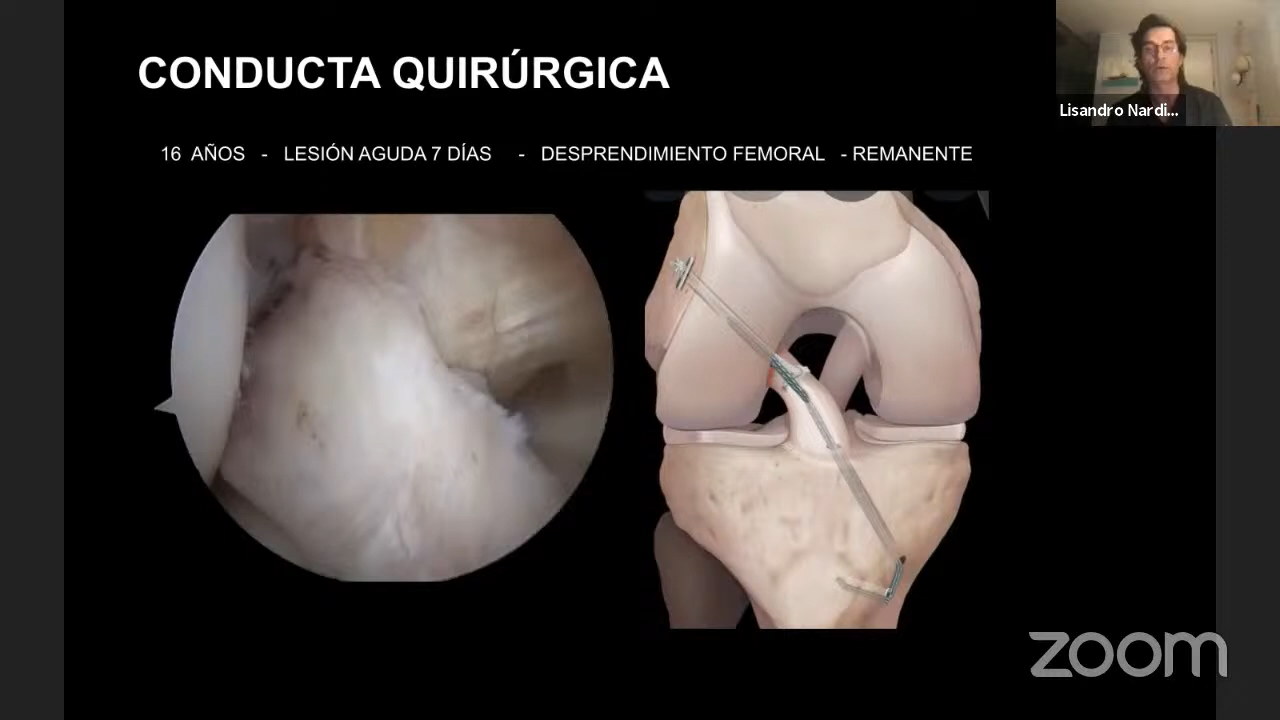 CONDUCTA QUIRÚRGICA
Lisandro Nardi...
16 AÑOS - LESIÓN AGUDA 7 DÍAS - DESPRENDIMIENTO FEMORAL - REMANENTE
zoom